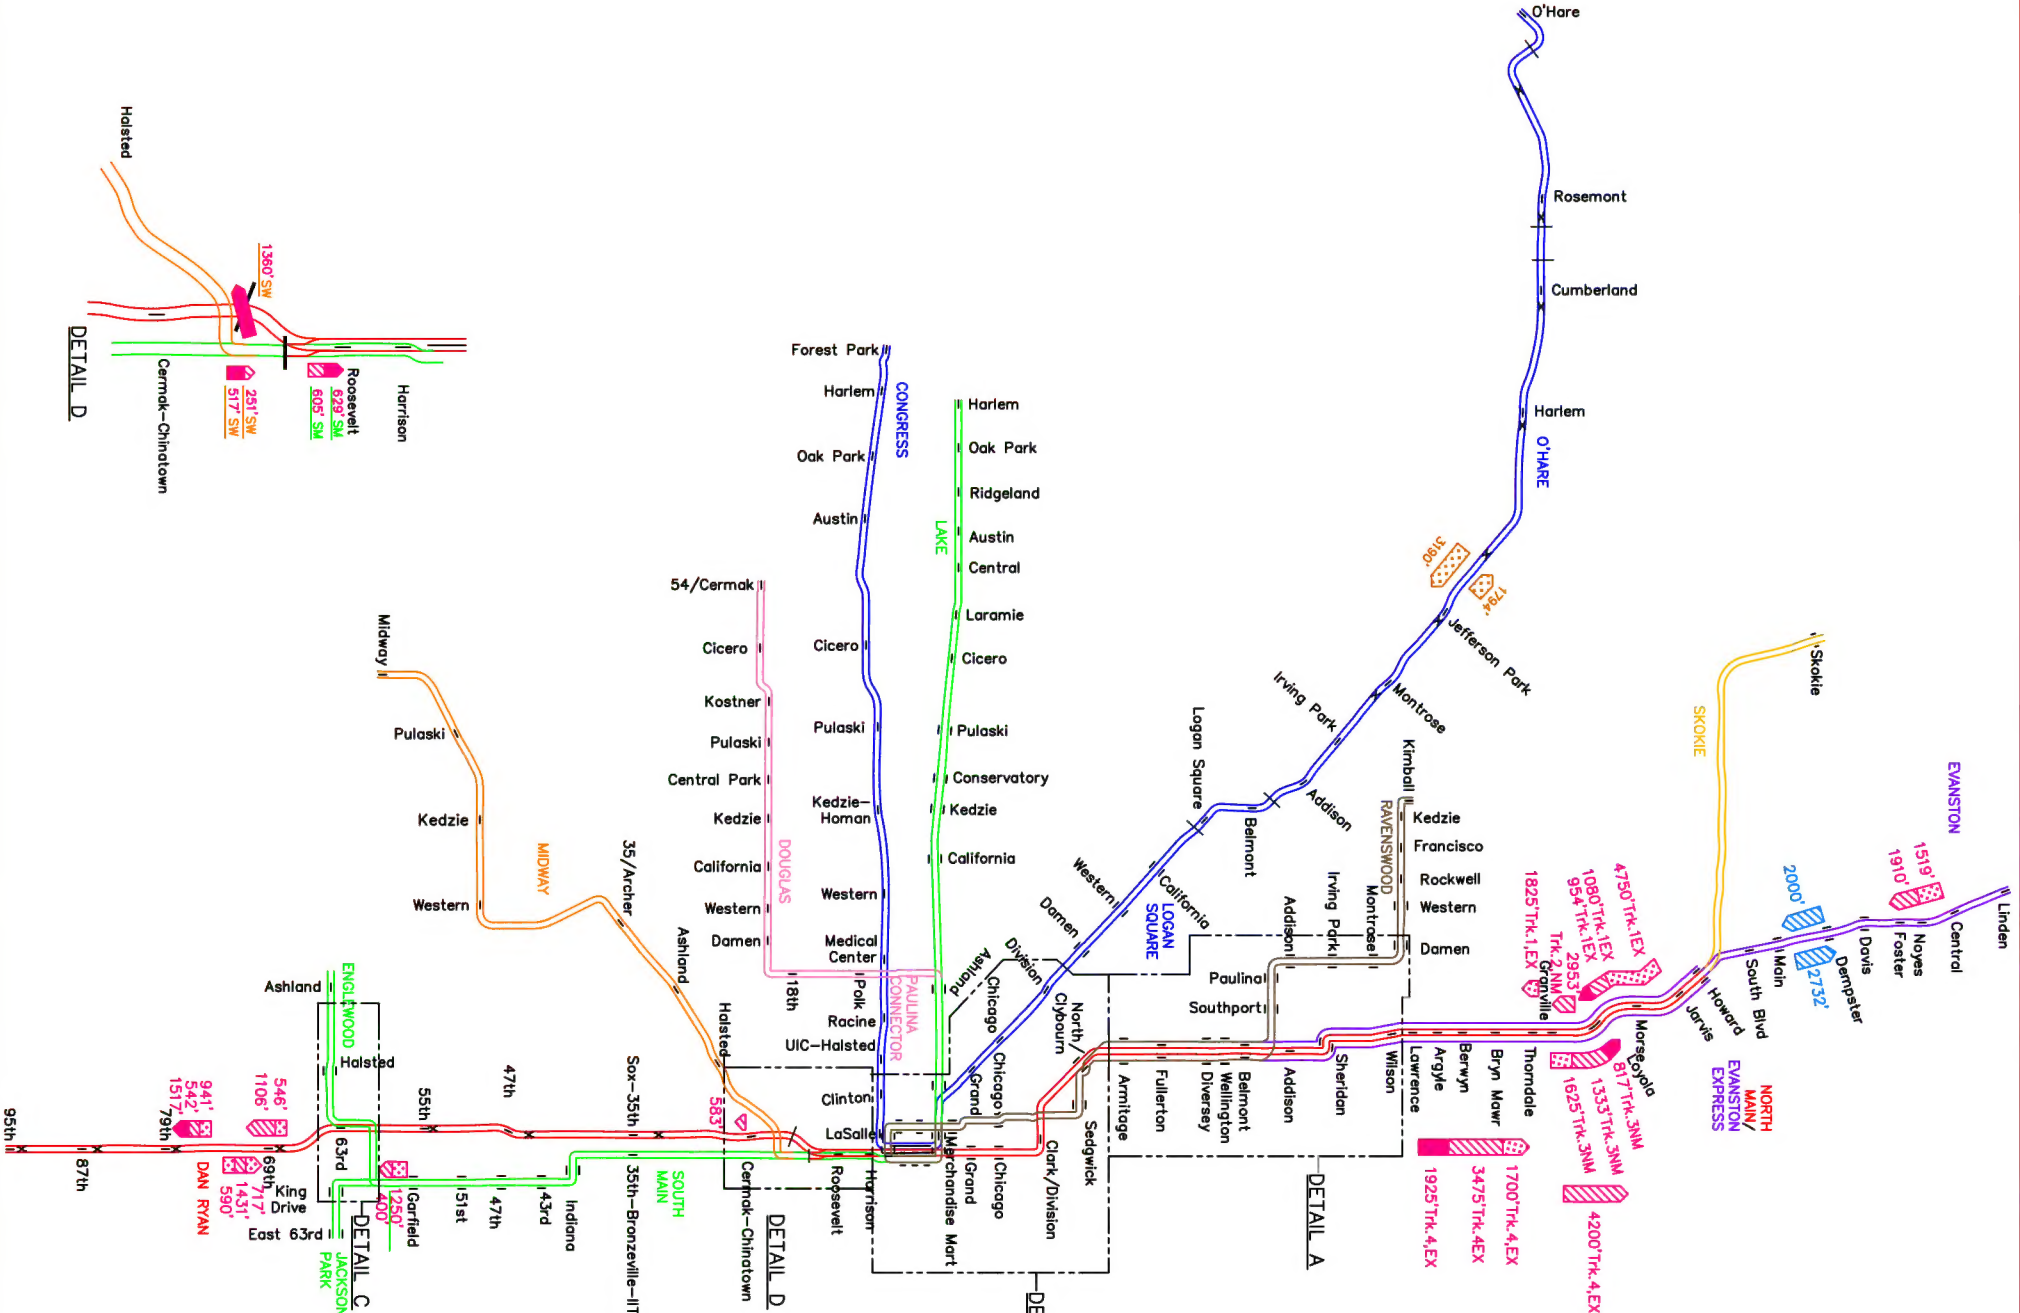 O'Hare
Rosemont
Cumberland
Harlem
O'HARE
3190'
1794'
Jefferson Park
Montrose
Irving Park
Addison
Belmont
Logan Square
LOGAN
SQUARE
California
Western
Damen
Division
Chicago
Grand
Clinton
LaSalle
Halsted
1360' SW
DETAIL D
Cermak-Chinatown
251' SW
517' SW
Roosevelt
629' SM
605' SM
Harrison
Forest Park
Harlem
CONGRESS
Oak Park
Austin
Cicero
Pulaski
Kedzie-
Homan
Western
Medical
Center
Racine
UIC-Halsted
Harlem
Oak Park
Ridgeland
LAKE
Austin
Central
Laramie
Cicero
Pulaski
Conservatory
Kedzie
California
Ashland
54/Cermak
Cicero
Kostner
Pulaski
Central Park
Kedzie
DOUGLAS
California
Western
Damen
18th
Polk
PAULINA
CONNECTOR
Midway
Pulaski
Kedzie
MIDWAY
Western
35/Archer
Ashland
Halsted
Kimball
RAVENSWOOD
Kedzie
Francisco
Rockwell
Western
Damen
Montrose
Irving Park
Addison
Paulina
Southport
Skokie
SKOKIE
EVANSTON
Linden
Central
Noyes
Foster
Davis
Dempster
Main
South Blvd
Howard
Jarvis
1519'
1910'
2000'
2732'
4750'Trk.1EX
1080'Trk.1EX
954'Trk.1EX
2953'
Trk.2,NM
1825'Trk.1,EX
Granville
Morse
Loyola
NORTH
MAIN/
EVANSTON
EXPRESS
817'Trk.3NM
1333'Trk.3NM
1625'Trk.3NM
Thorndale
Bryn Mawr
Berwyn
Argyle
Lawrence
Wilson
Sheridan
Addison
Belmont
Wellington
Diversey
Fullerton
Armitage
1700'Trk.4,EX
3475'Trk.4EX
1925'Trk.4,EX
4200'Trk.4,EX
DETAIL A
North/
Clybourn
Sedgwick
Clark/Division
Chicago
Chicago
Grand
Merchandise Mart
Harrison
Roosevelt
DE
DETAIL D
Cermak-Chinatown
583'
SOUTH
MAIN
Sox-35th
35th-Bronzeville-IIT
Indiana
43rd
47th
47th
51st
55th
Garfield
1250'
400'
ENGLEWOOD
Ashland
Halsted
63rd
King
Drive
East 63rd
JACKSON
PARK
DETAIL C
546'
1106'
941'
542'
1517'
69th
717'
1431'
590'
DAN RYAN
79th
87th
95th